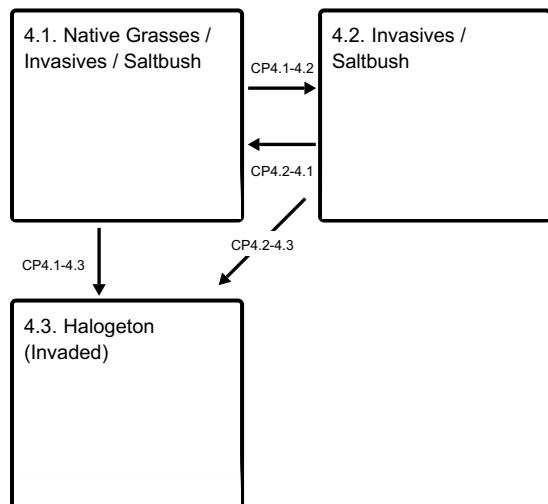 4.1. Native Grasses /
Invasives / Saltbush
CP4.1-4.2
4.2. Invasives /
Saltbush
CP4.2-4.1
CP4.1-4.3
CP4.2-4.3
4.3. Halogeton
(Invaded)